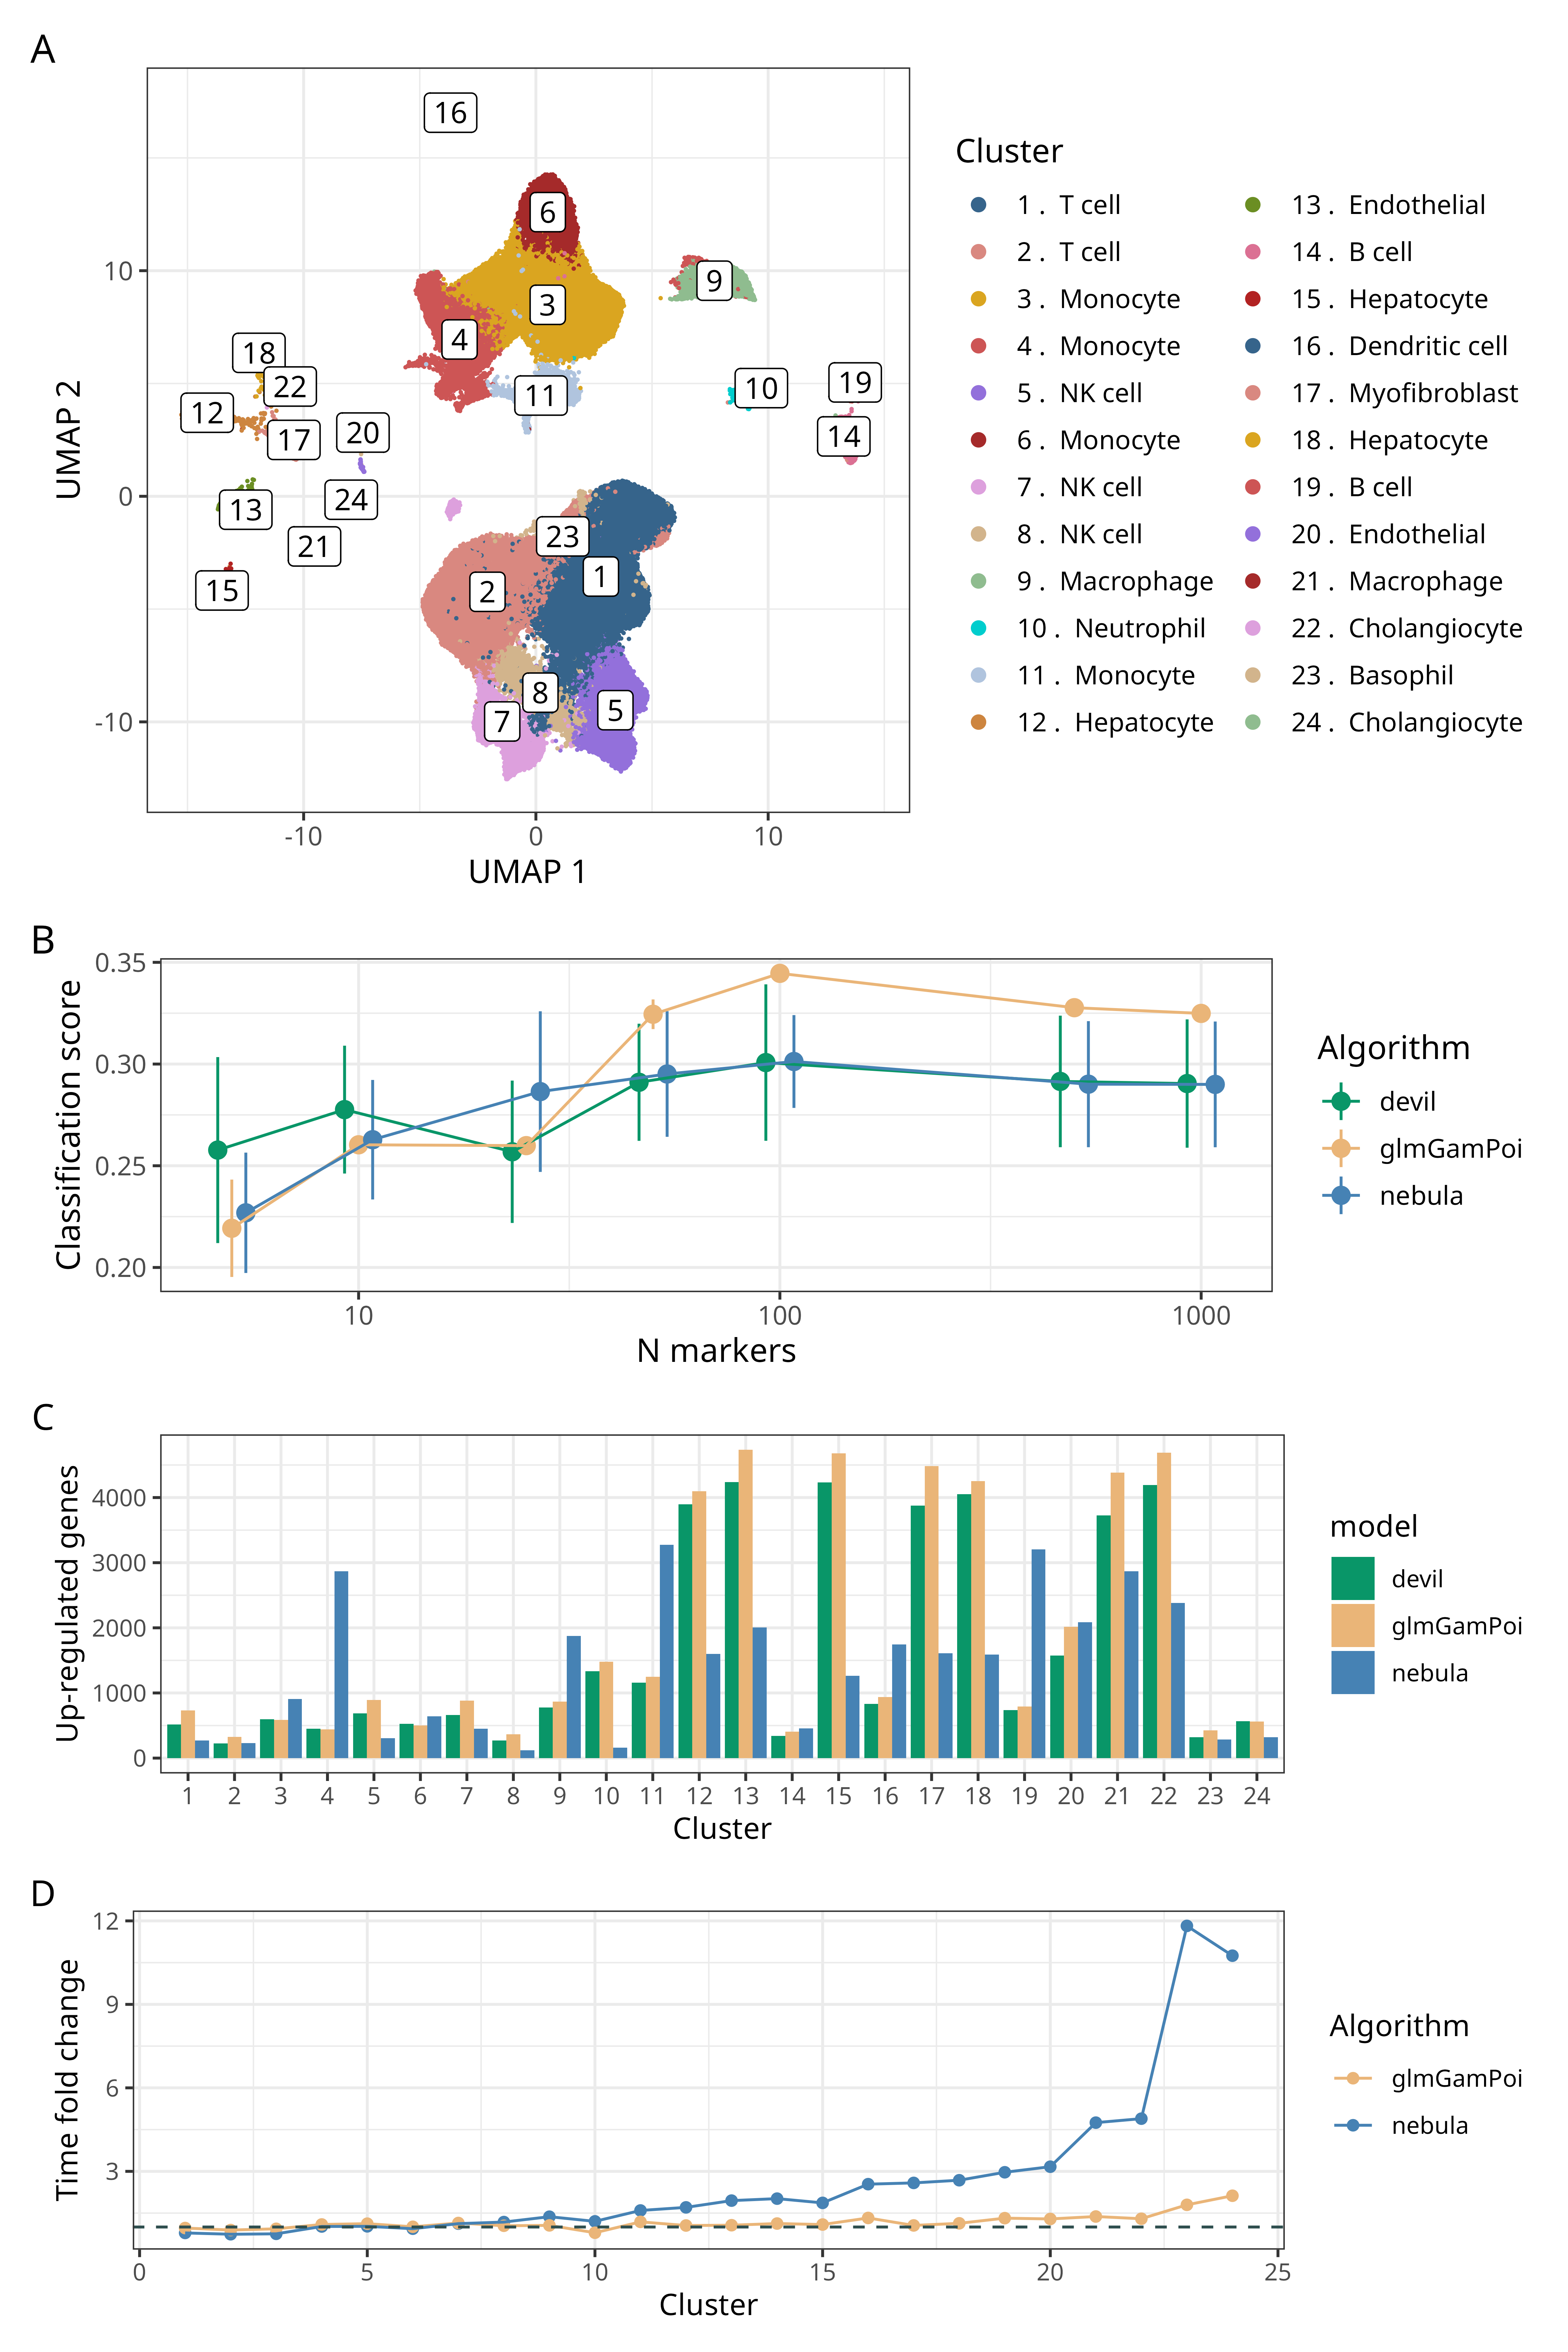 A
16
6
3
9
4
18
22
11
10
19
12
17
20
14
13
24
21
23
15
2
1
8
7
5
10
0
-10
UMAP 2
-10 0 10
UMAP 1
Cluster
1 . T cell
2 . T cell
3 . Monocyte
4 . Monocyte
5 . NK cell
6 . Monocyte
7 . NK cell
8 . NK cell
9 . Macrophage
10 . Neutrophil
11 . Monocyte
12 . Hepatocyte
13 . Endothelial
14 . B cell
15 . Hepatocyte
16 . Dendritic cell
17 . Myofibroblast
18 . Hepatocyte
19 . B cell
20 . Endothelial
21 . Macrophage
22 . Cholangiocyte
23 . Basophil
24 . Cholangiocyte
B
0.35
0.30
0.25
0.20
Classification score
10 100 1000
N markers
Algorithm
devil
glmGamPoi
nebula
C
4000
3000
2000
1000
0
Up-regulated genes
1 2 3 4 5 6 7 8 9 10 11 12 13 14 15 16 17 18 19 20 21 22 23 24
Cluster
model
devil
glmGamPoi
nebula
D
12
9
6
3
Time fold change
0 5 10 15 20 25
Cluster
Algorithm
glmGamPoi
nebula